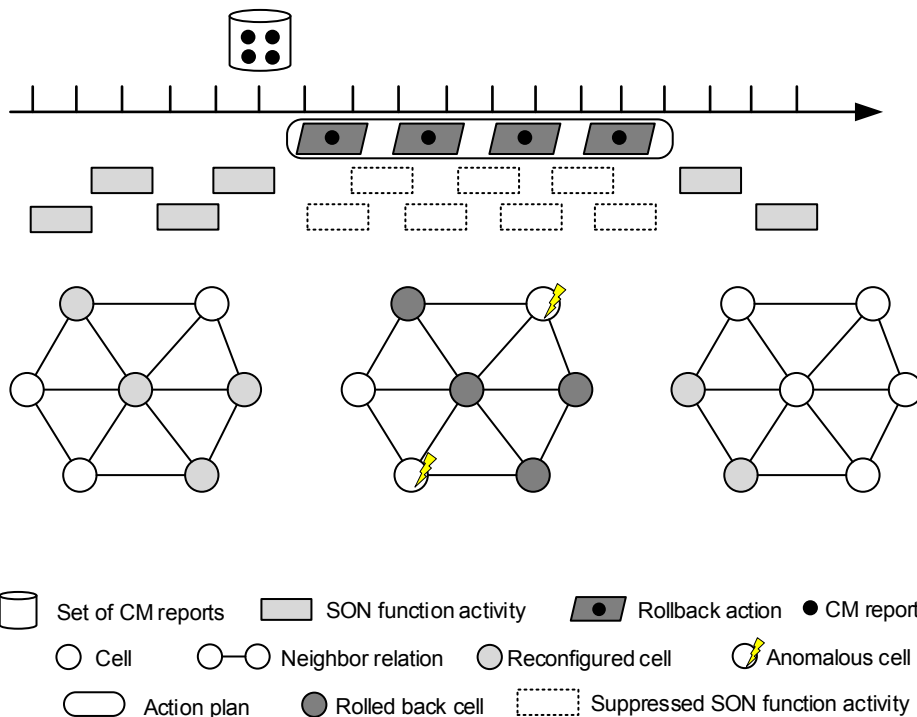 Set of CM reports
SON function activity
Rollback action
CM report
Cell
Neighbor relation
Reconfigured cell
Anomalous cell
Action plan
Rolled back cell
Suppressed SON function activity